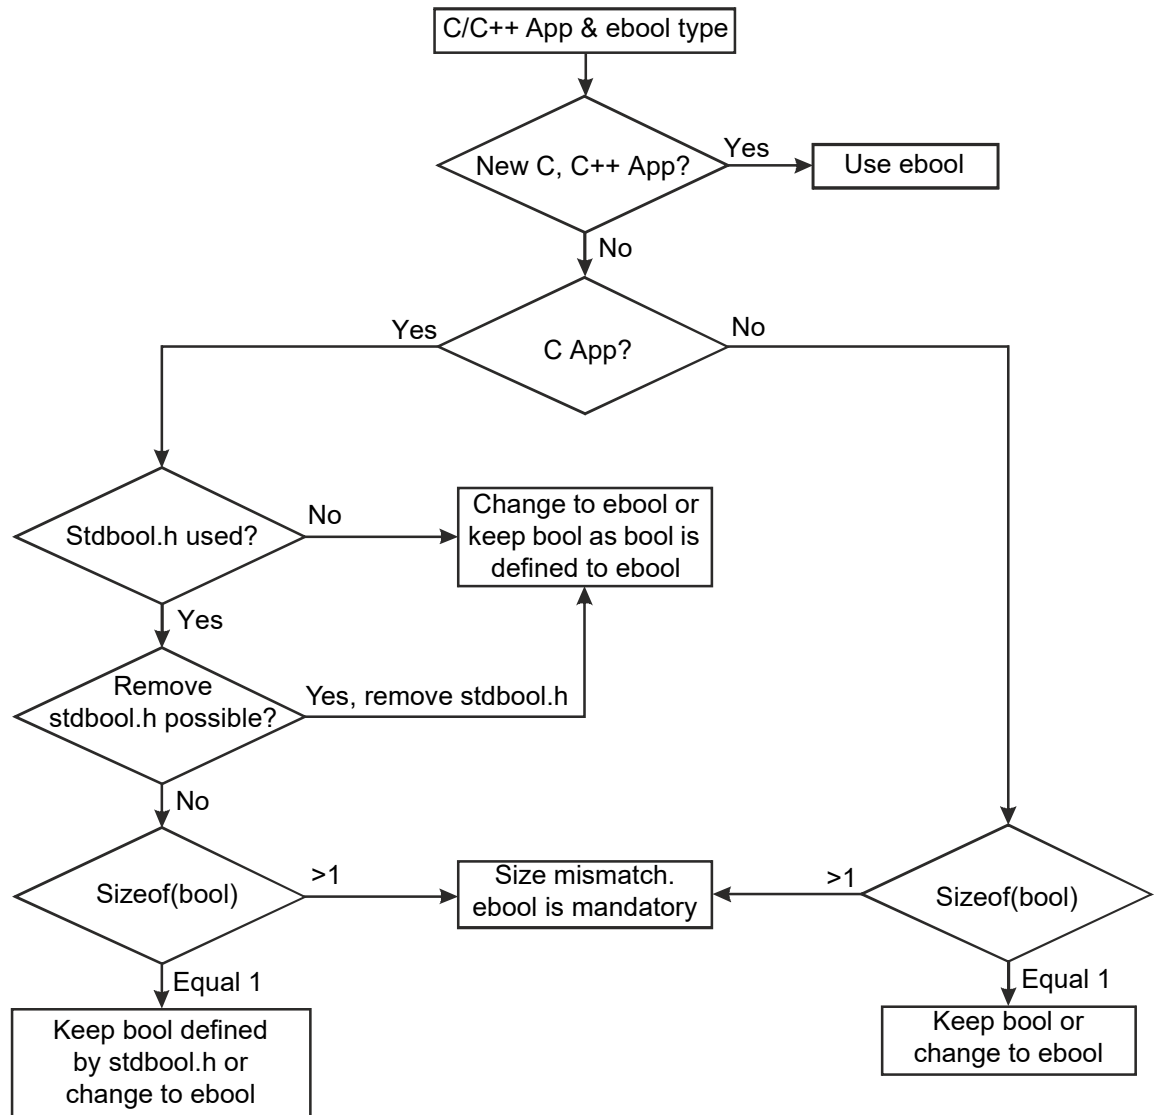 C/C++ App & ebool type
New C, C++ App?
Yes
Use ebool
No
C App?
Yes
No
Stdbool.h used?
No
Change to ebool or
keep bool as bool is
defined to ebool
Yes
Remove
stdbool.h possible?
Yes, remove stdbool.h
No
Sizeof(bool)
>1
Size mismatch.
ebool is mandatory
>1
Sizeof(bool)
Equal 1
Keep bool defined
by stdbool.h or
change to ebool
Equal 1
Keep bool or
change to ebool